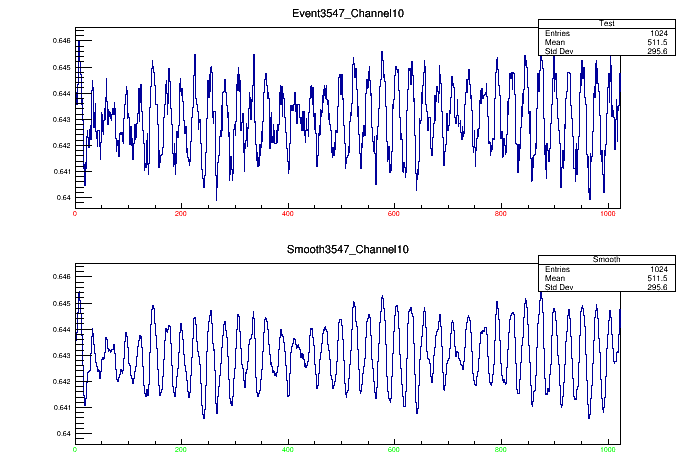 Event3547_Channel10
Test
Entries 1024
Mean 511.5
Std Dev 295.6
0.646
0.645
0.644
0.643
0.642
0.641
0.64
0 200 400 600 800 1000
Smooth3547_Channel10
Smooth
Entries 1024
Mean 511.5
Std Dev 295.6
0.646
0.645
0.644
0.643
0.642
0.641
0.64
0 200 400 600 800 1000